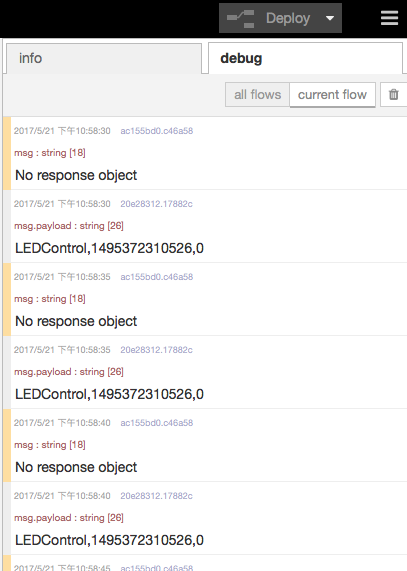 Deploy
info
debug
all flows
current flow
2017/5/21 下午10:58:30 ac155bd0.c46a58
msg : string [18]
No response object
2017/5/21 下午10:58:30 20e28312.17882c
msg.payload : string [26]
LEDControl,1495372310526,0
2017/5/21 下午10:58:35 ac155bd0.c46a58
msg : string [18]
No response object
2017/5/21 下午10:58:35 20e28312.17882c
msg.payload : string [26]
LEDControl,1495372310526,0
2017/5/21 下午10:58:40 ac155bd0.c46a58
msg : string [18]
No response object
2017/5/21 下午10:58:40 20e28312.17882c
msg.payload : string [26]
LEDControl,1495372310526,0
2017/5/21 下午10:58:45 ac155bd0.c46a58